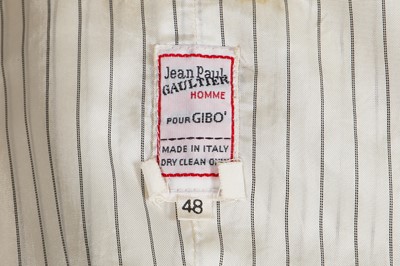 Jean Paul
GAULTIER
HOMME
POUR GIBO'
MADE IN ITALY
DRY CLEAN ONLY
48